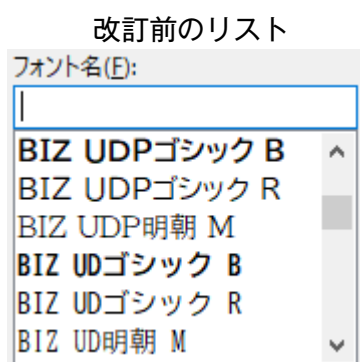 改訂前のリスト
フォント名(F):
BIZ UDPゴシック B
BIZ UDPゴシック R
BIZ UDP明朝 M
BIZ UDゴシック B
BIZ UDゴシック R
BIZ UD明朝 M